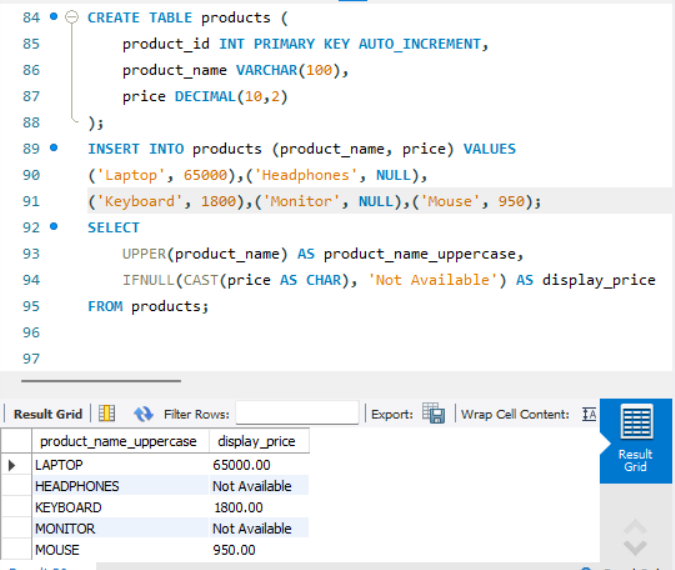 84 CREATE TABLE products (
85 product_id INT PRIMARY KEY AUTO_INCREMENT,
86 product_name VARCHAR(100),
87 price DECIMAL(10,2)
88 );
89 INSERT INTO products (product_name, price) VALUES
90 ('Laptop', 65000),('Headphones', NULL),
91 ('Keyboard', 1800),('Monitor', NULL),('Mouse', 950);
92 SELECT
93 UPPER(product_name) AS product_name_uppercase,
94 IFNULL(CAST(price AS CHAR), 'Not Available') AS display_price
95 FROM products;
96
97
Result Grid Filter Rows: Export: Wrap Cell Content:
product_name_uppercase display_price
LAPTOP 65000.00
HEADPHONES Not Available
KEYBOARD 1800.00
MONITOR Not Available
MOUSE 950.00
Result
Grid